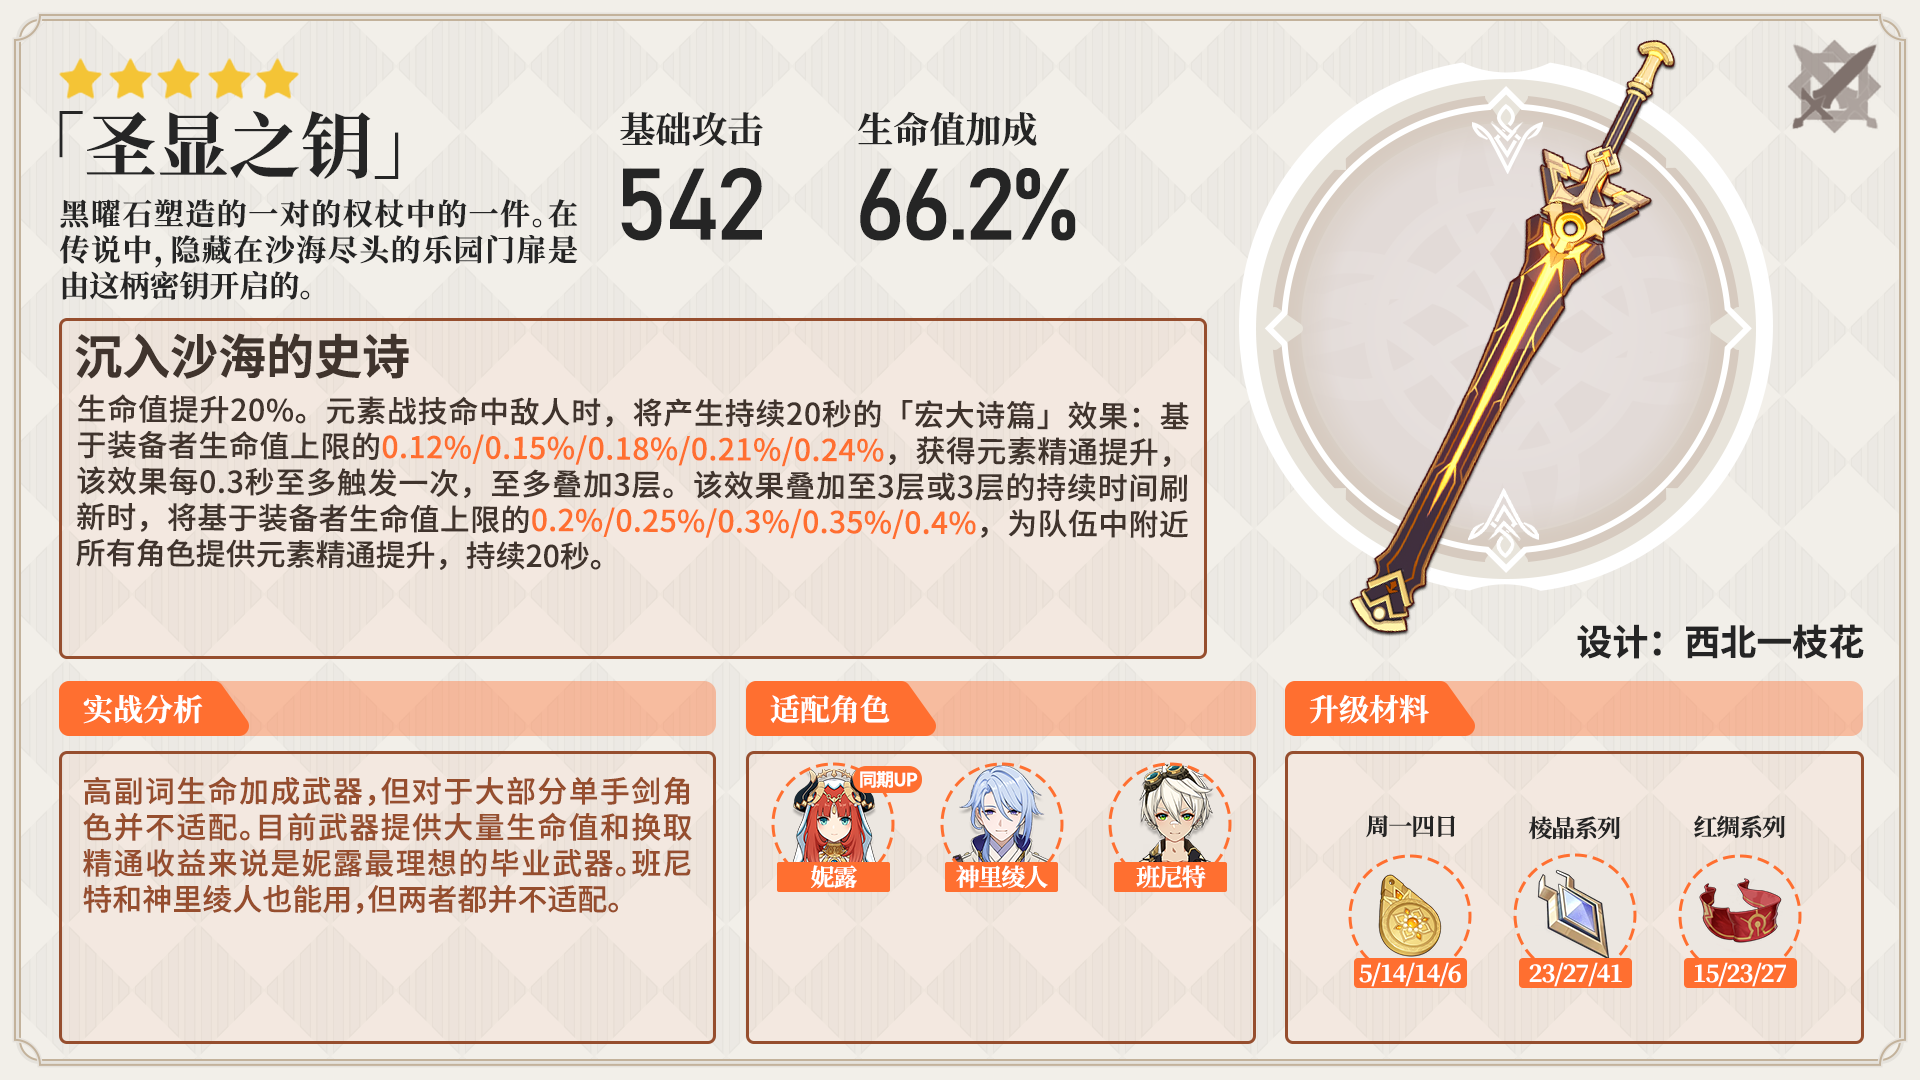 「圣显之钥」
黑曜石塑造的一对的权杖中的一件。在
传说中，隐藏在沙海尽头的乐园门扉是
由这柄密钥开启的。
基础攻击
542
生命值加成
66.2%
沉入沙海的史诗
生命值提升20%。元素战技命中敌人时，将产生持续20秒的「宏大诗篇」效果：基
于装备者生命值上限的0.12%/0.15%/0.18%/0.21%/0.24%，获得元素精通提升，
该效果每0.3秒至多触发一次，至多叠加3层。该效果叠加至3层或3层的持续时间刷
新时，将基于装备者生命值上限的0.2%/0.25%/0.3%/0.35%/0.4%，为队伍中附近
所有角色提供元素精通提升，持续20秒。
设计：西北一枝花
实战分析
高副词生命加成武器，但对于大部分单手剑角
色并不适配。目前武器提供大量生命值和换取
精通收益来说是妮露最理想的毕业武器。班尼
特和神里绫人也能用，但两者都并不适配。
适配角色
同期UP
妮露
神里绫人
班尼特
升级材料
周一四日
棱晶系列
红绸系列
5/14/14/6
23/27/41
15/23/27